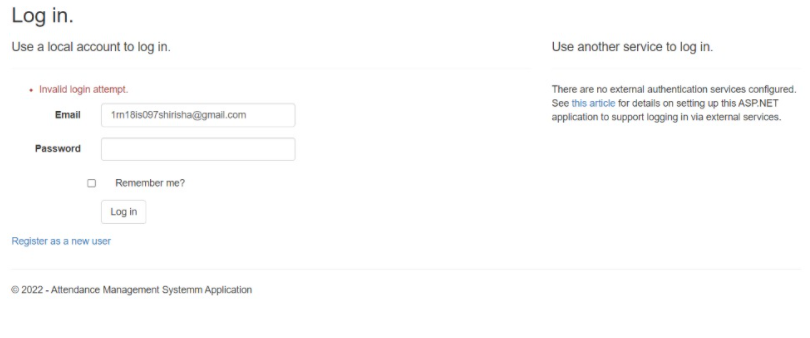 Log in.
Use a local account to log in.
Invalid login attempt.
Email
1rn18is097shirisha@gmail.com
Password
Remember me?
Log in
Register as a new user
Use another service to log in.
There are no external authentication services configured.
See this article for details on setting up this ASP.NET
application to support logging in via external services.
© 2022 - Attendance Management Systemm Application